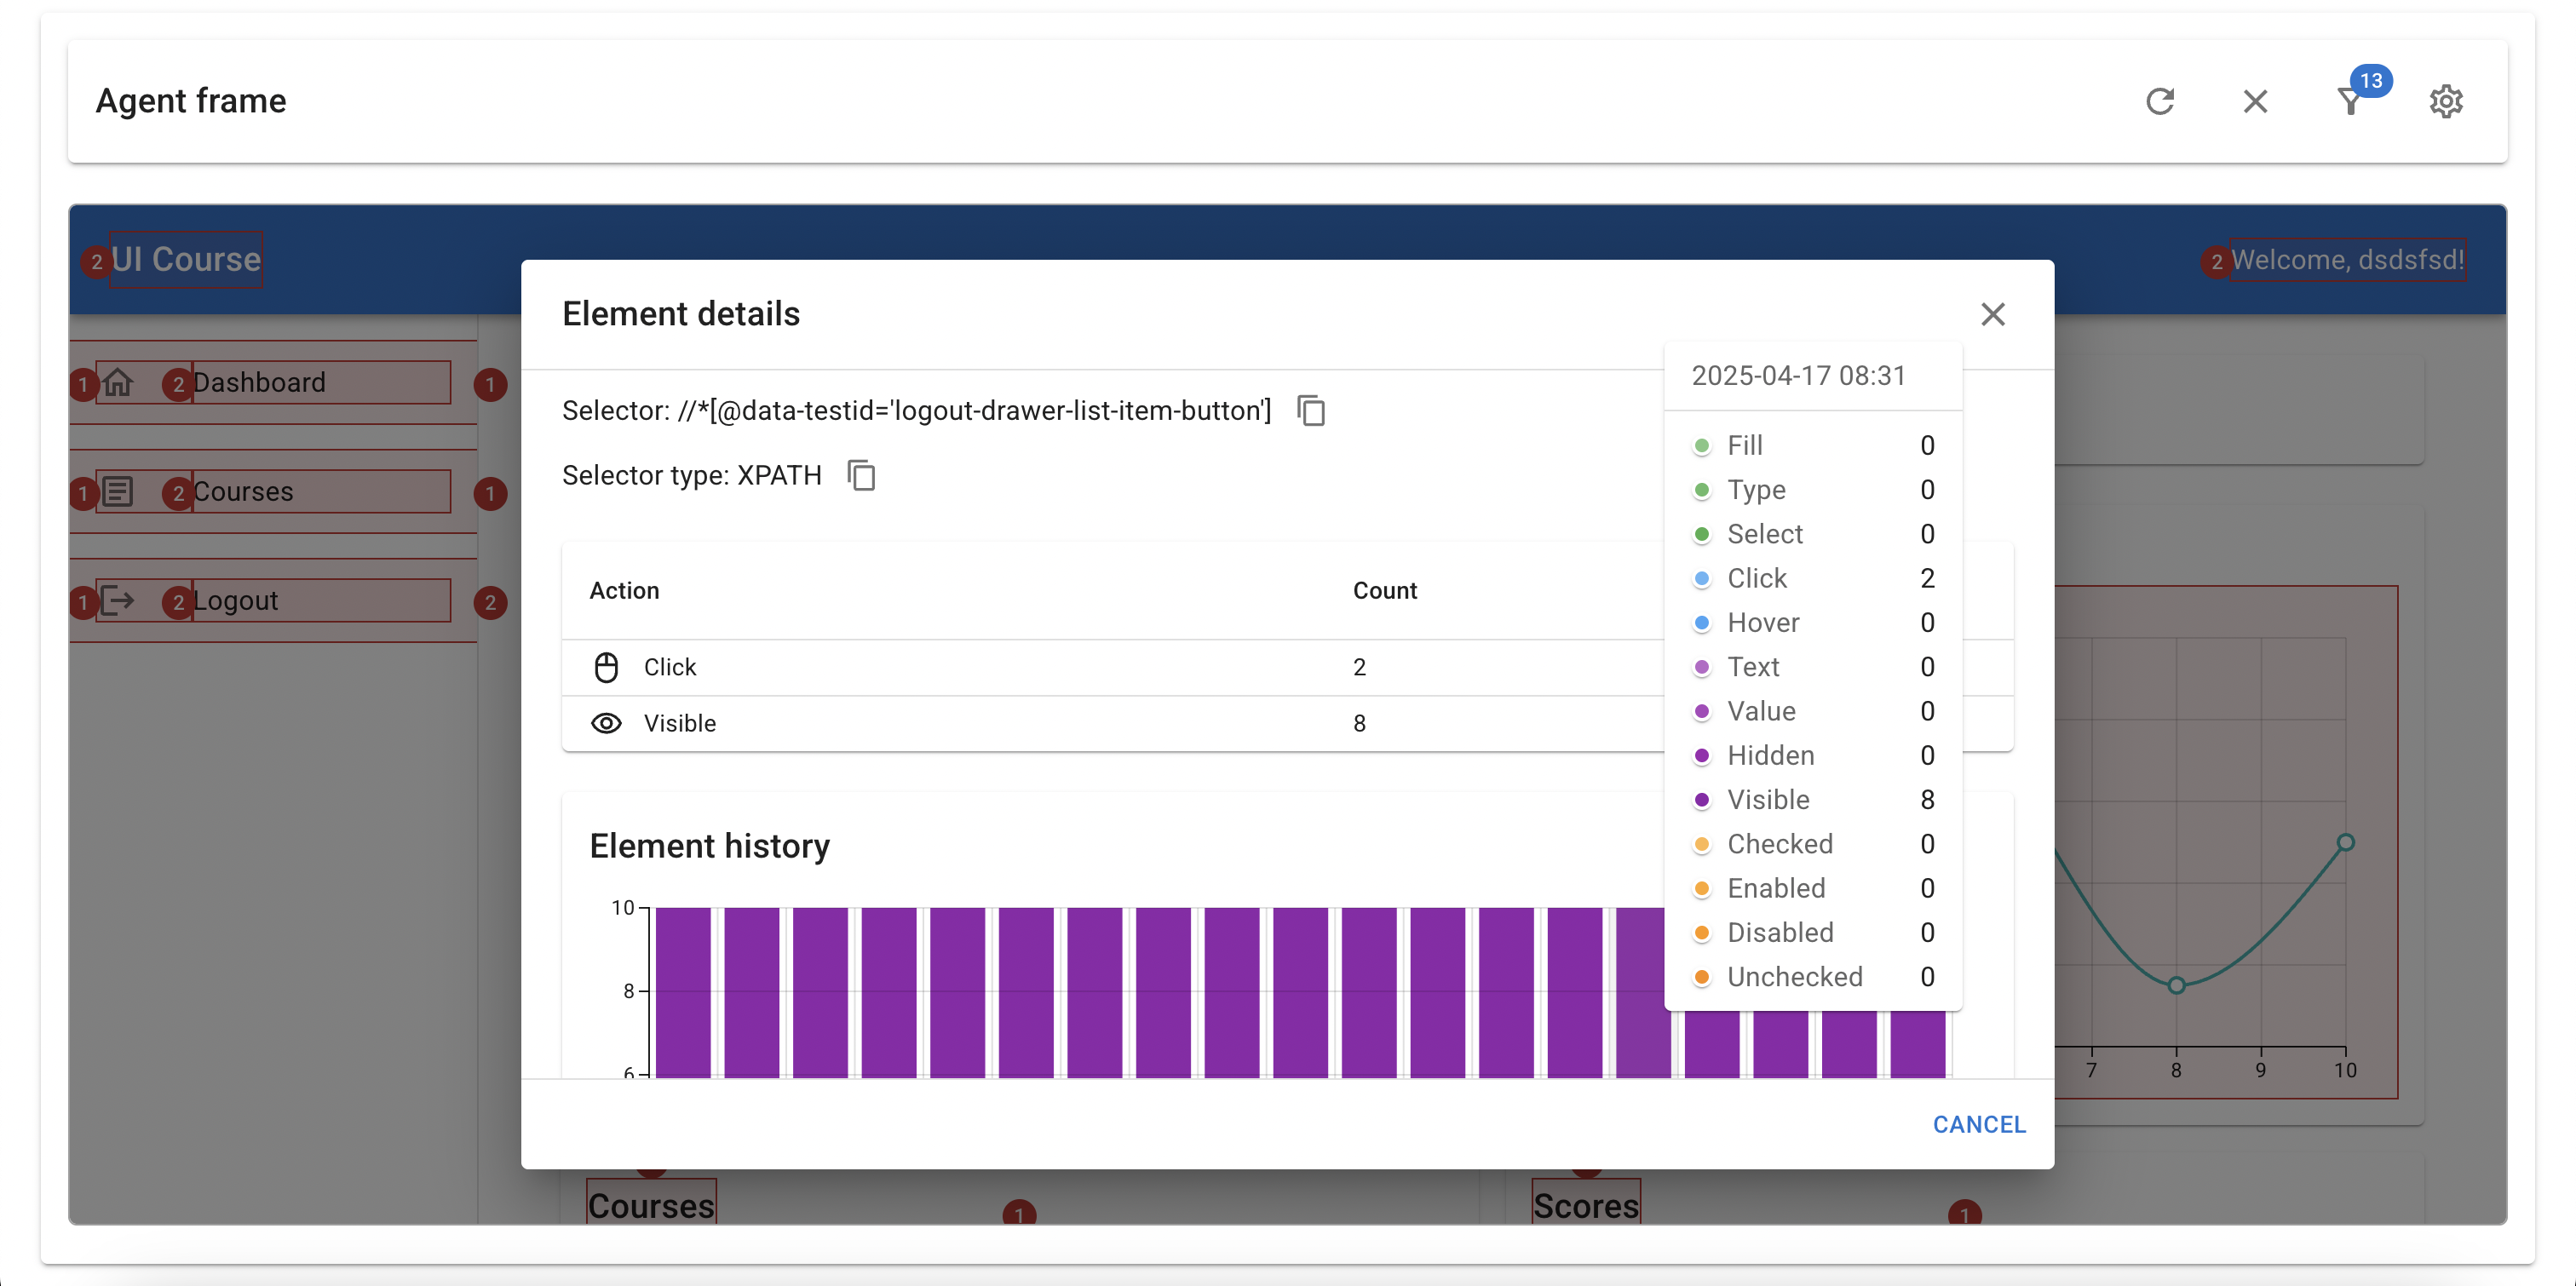 Agent frame
13
2 UI Course
2 Welcome, dsdsfsd!
Element details
2025-04-17 08:31
1 2 Dashboard 1
Selector: //*[@data-testid='logout-drawer-list-item-button']
Fill 0
Selector type: XPATH
Type 0
1 2 Courses 1
Select 0
Action Count
Click 2
1 2 Logout 2
Hover 0
Click 2
Text 0
Visible 8
Value 0
Hidden 0
Visible 8
Element history
Checked 0
Enabled 0
10
Disabled 0
Unchecked 0
8
6
7 8 9 10
CANCEL
Courses
1
Scores
1